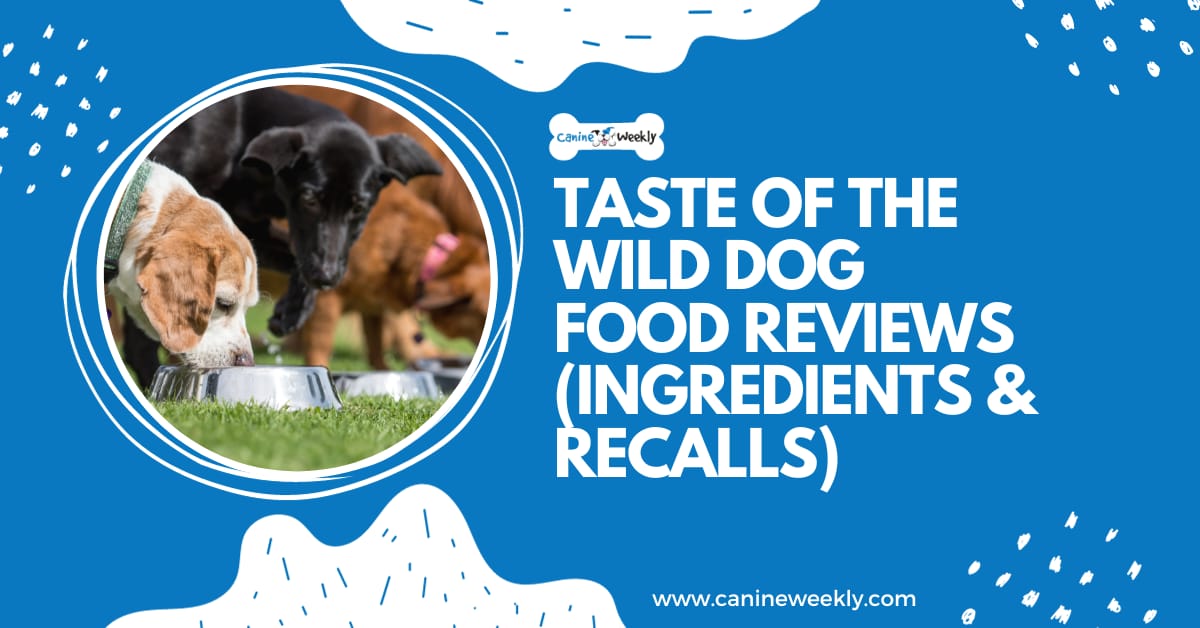 Canine Weekly
TASTE OF THE
WILD DOG
FOOD REVIEWS
(INGREDIENTS &
RECALLS)
www.canineweekly.com